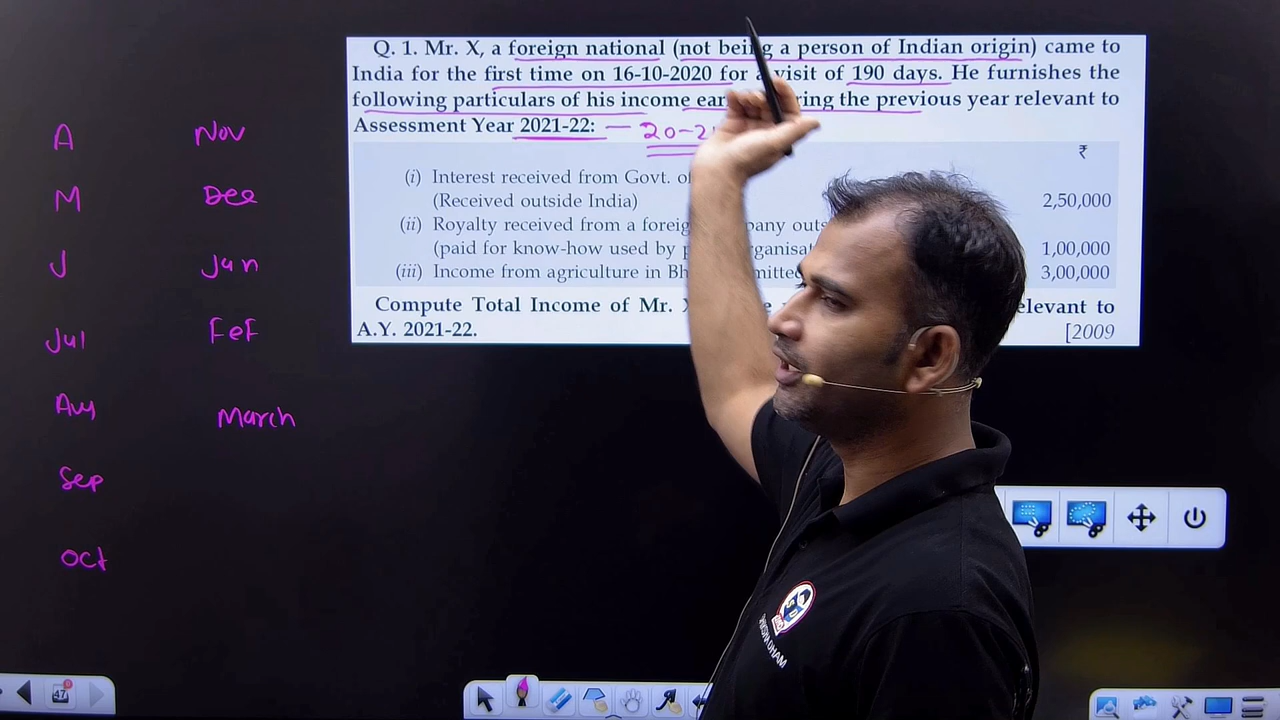 Q. 1. Mr. X, a foreign national (not being a person of Indian origin) came to
India for the first time on 16-10-2020 for a visit of 190 days. He furnishes the
following particulars of his income ear ring the previous year relevant to
Assessment Year 2021-22: — 20-2
₹
(i) Interest received from Govt. o
(Received outside India) 2,50,000
(ii) Royalty received from a foreig pany outs
(paid for know-how used by p rganisat 1,00,000
(iii) Income from agriculture in Bh mitte 3,00,000
Compute Total Income of Mr. elevant to
A.Y. 2021-22. [2009
A
M
J
Jul
Aug
Sep
Oct
Nov
Dec
Jan
Feb
March
47
DHAM